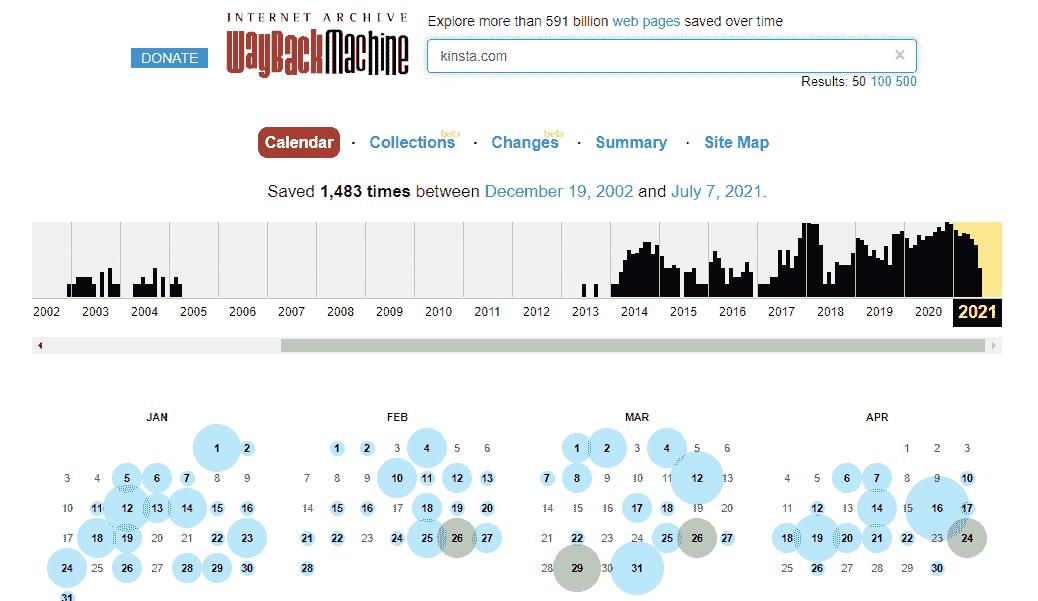 INTERNET ARCHIVE
WayBackMachine
DONATE
Explore more than 591 billion web pages saved over time
kinsta.com
×
Results: 50 100 500
Calendar · Collections beta · Changes beta · Summary · Site Map
Saved 1,483 times between December 19, 2002 and July 7, 2021.
2002 2003 2004 2005 2006 2007 2008 2009 2010 2011 2012 2013 2014 2015 2016 2017 2018 2019 2020 2021
JAN
1 2
3 4 5 6 7 8 9
10 11 12 13 14 15 16
17 18 19 20 21 22 23
24 25 26 27 28 29 30
31
FEB
1 2 3 4 5 6
7 8 9 10 11 12 13
14 15 16 17 18 19 20
21 22 23 24 25 26 27
28
MAR
1 2 3 4 5 6
7 8 9 10 11 12 13
14 15 16 17 18 19 20
21 22 23 24 25 26 27
28 29 30 31
APR
1 2 3
4 5 6 7 8 9 10
11 12 13 14 15 16 17
18 19 20 21 22 23 24
25 26 27 28 29 30